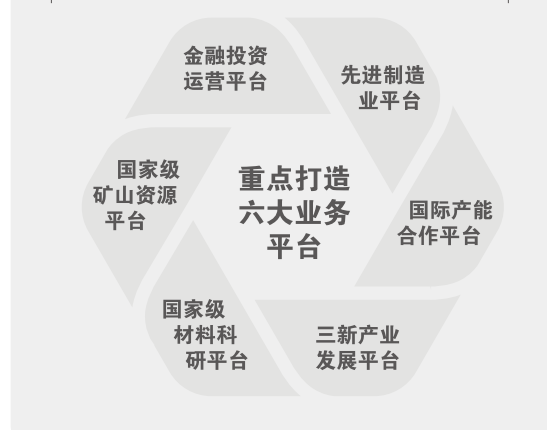 金融投资
运营平台
先进制造
业平台
国家级
矿山资源
平台
重点打造
六大业务
平台
国际产能
合作平台
国家级
材料科
研平台
三新产业
发展平台